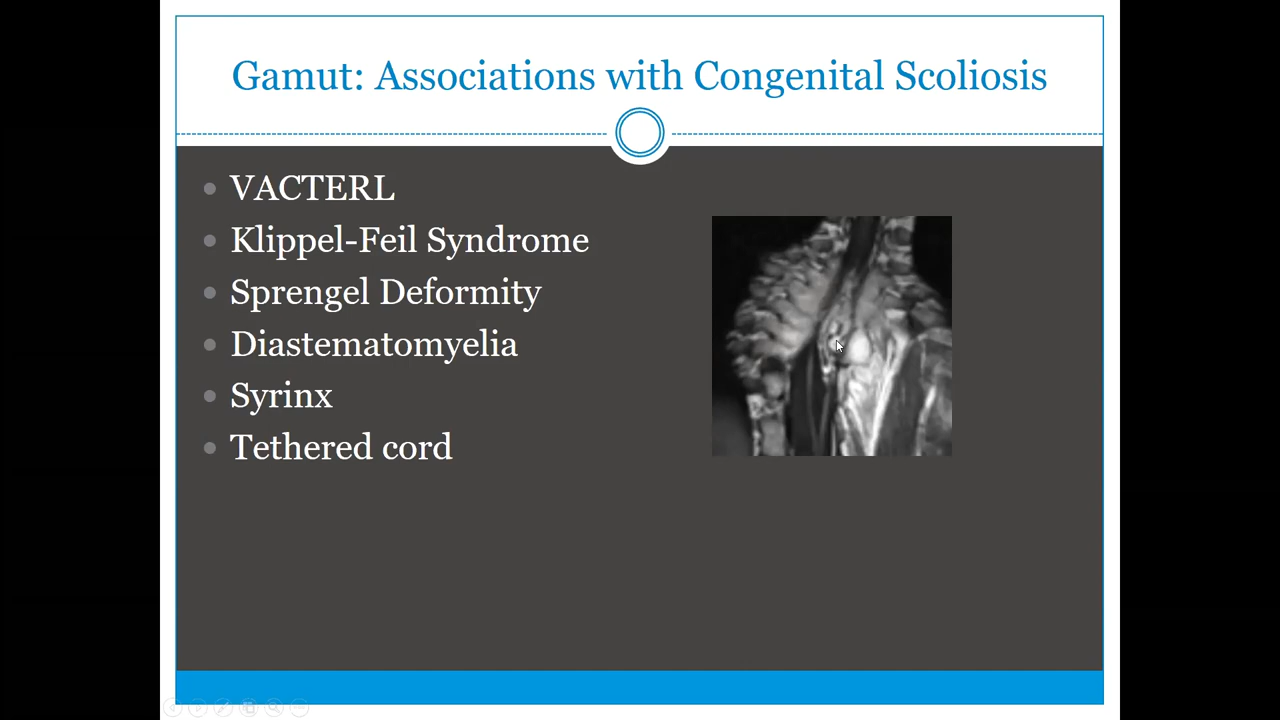 Gamut: Associations with Congenital Scoliosis
VACTERL
Klippel-Feil Syndrome
Sprengel Deformity
Diastematomyelia
Syrinx
Tethered cord